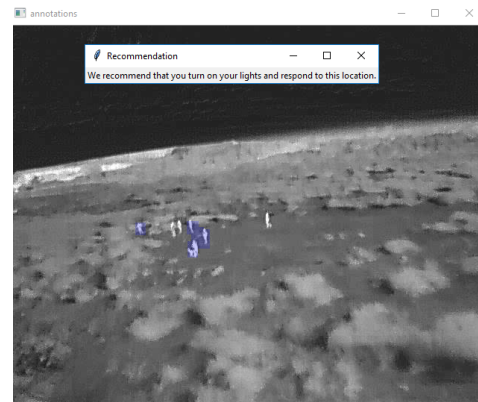 annotations
Recommendation
We recommend that you turn on your lights and respond to this location.